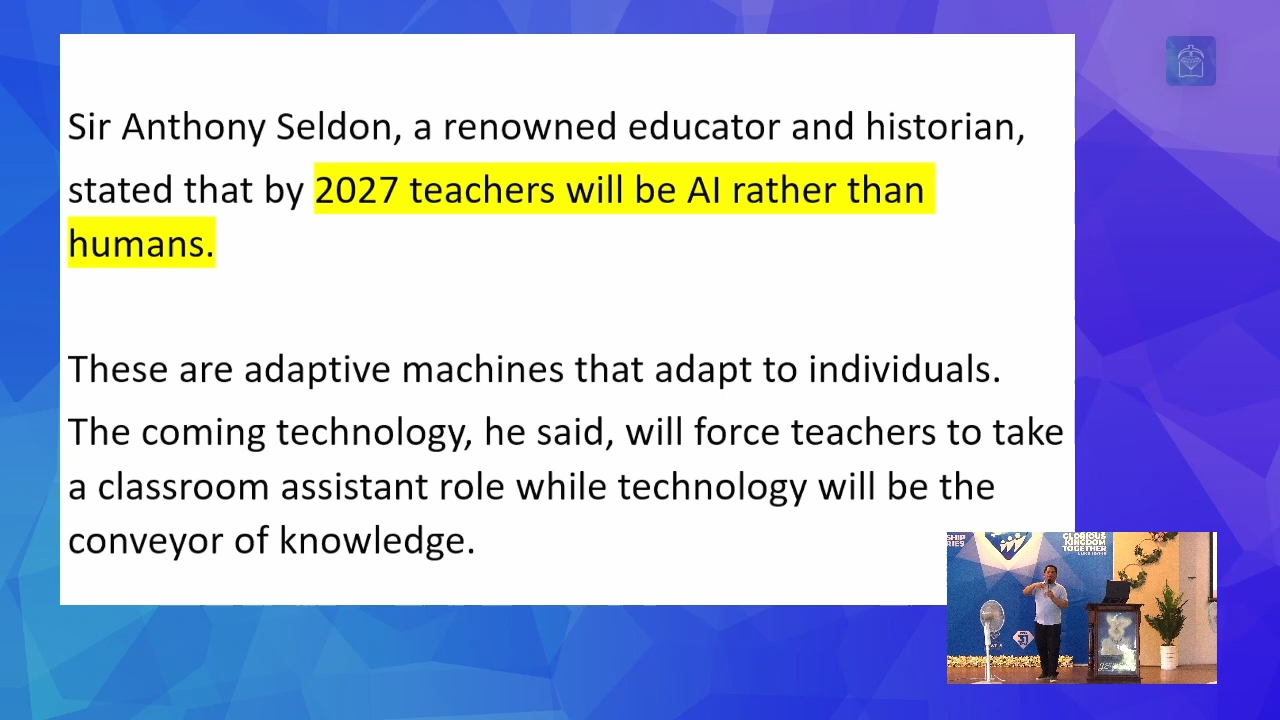 Sir Anthony Seldon, a renowned educator and historian,
stated that by 2027 teachers will be AI rather than
humans.
These are adaptive machines that adapt to individuals.
The coming technology, he said, will force teachers to take
a classroom assistant role while technology will be the
conveyor of knowledge.
GLORIOUS
KINGDOM
TOGETHER